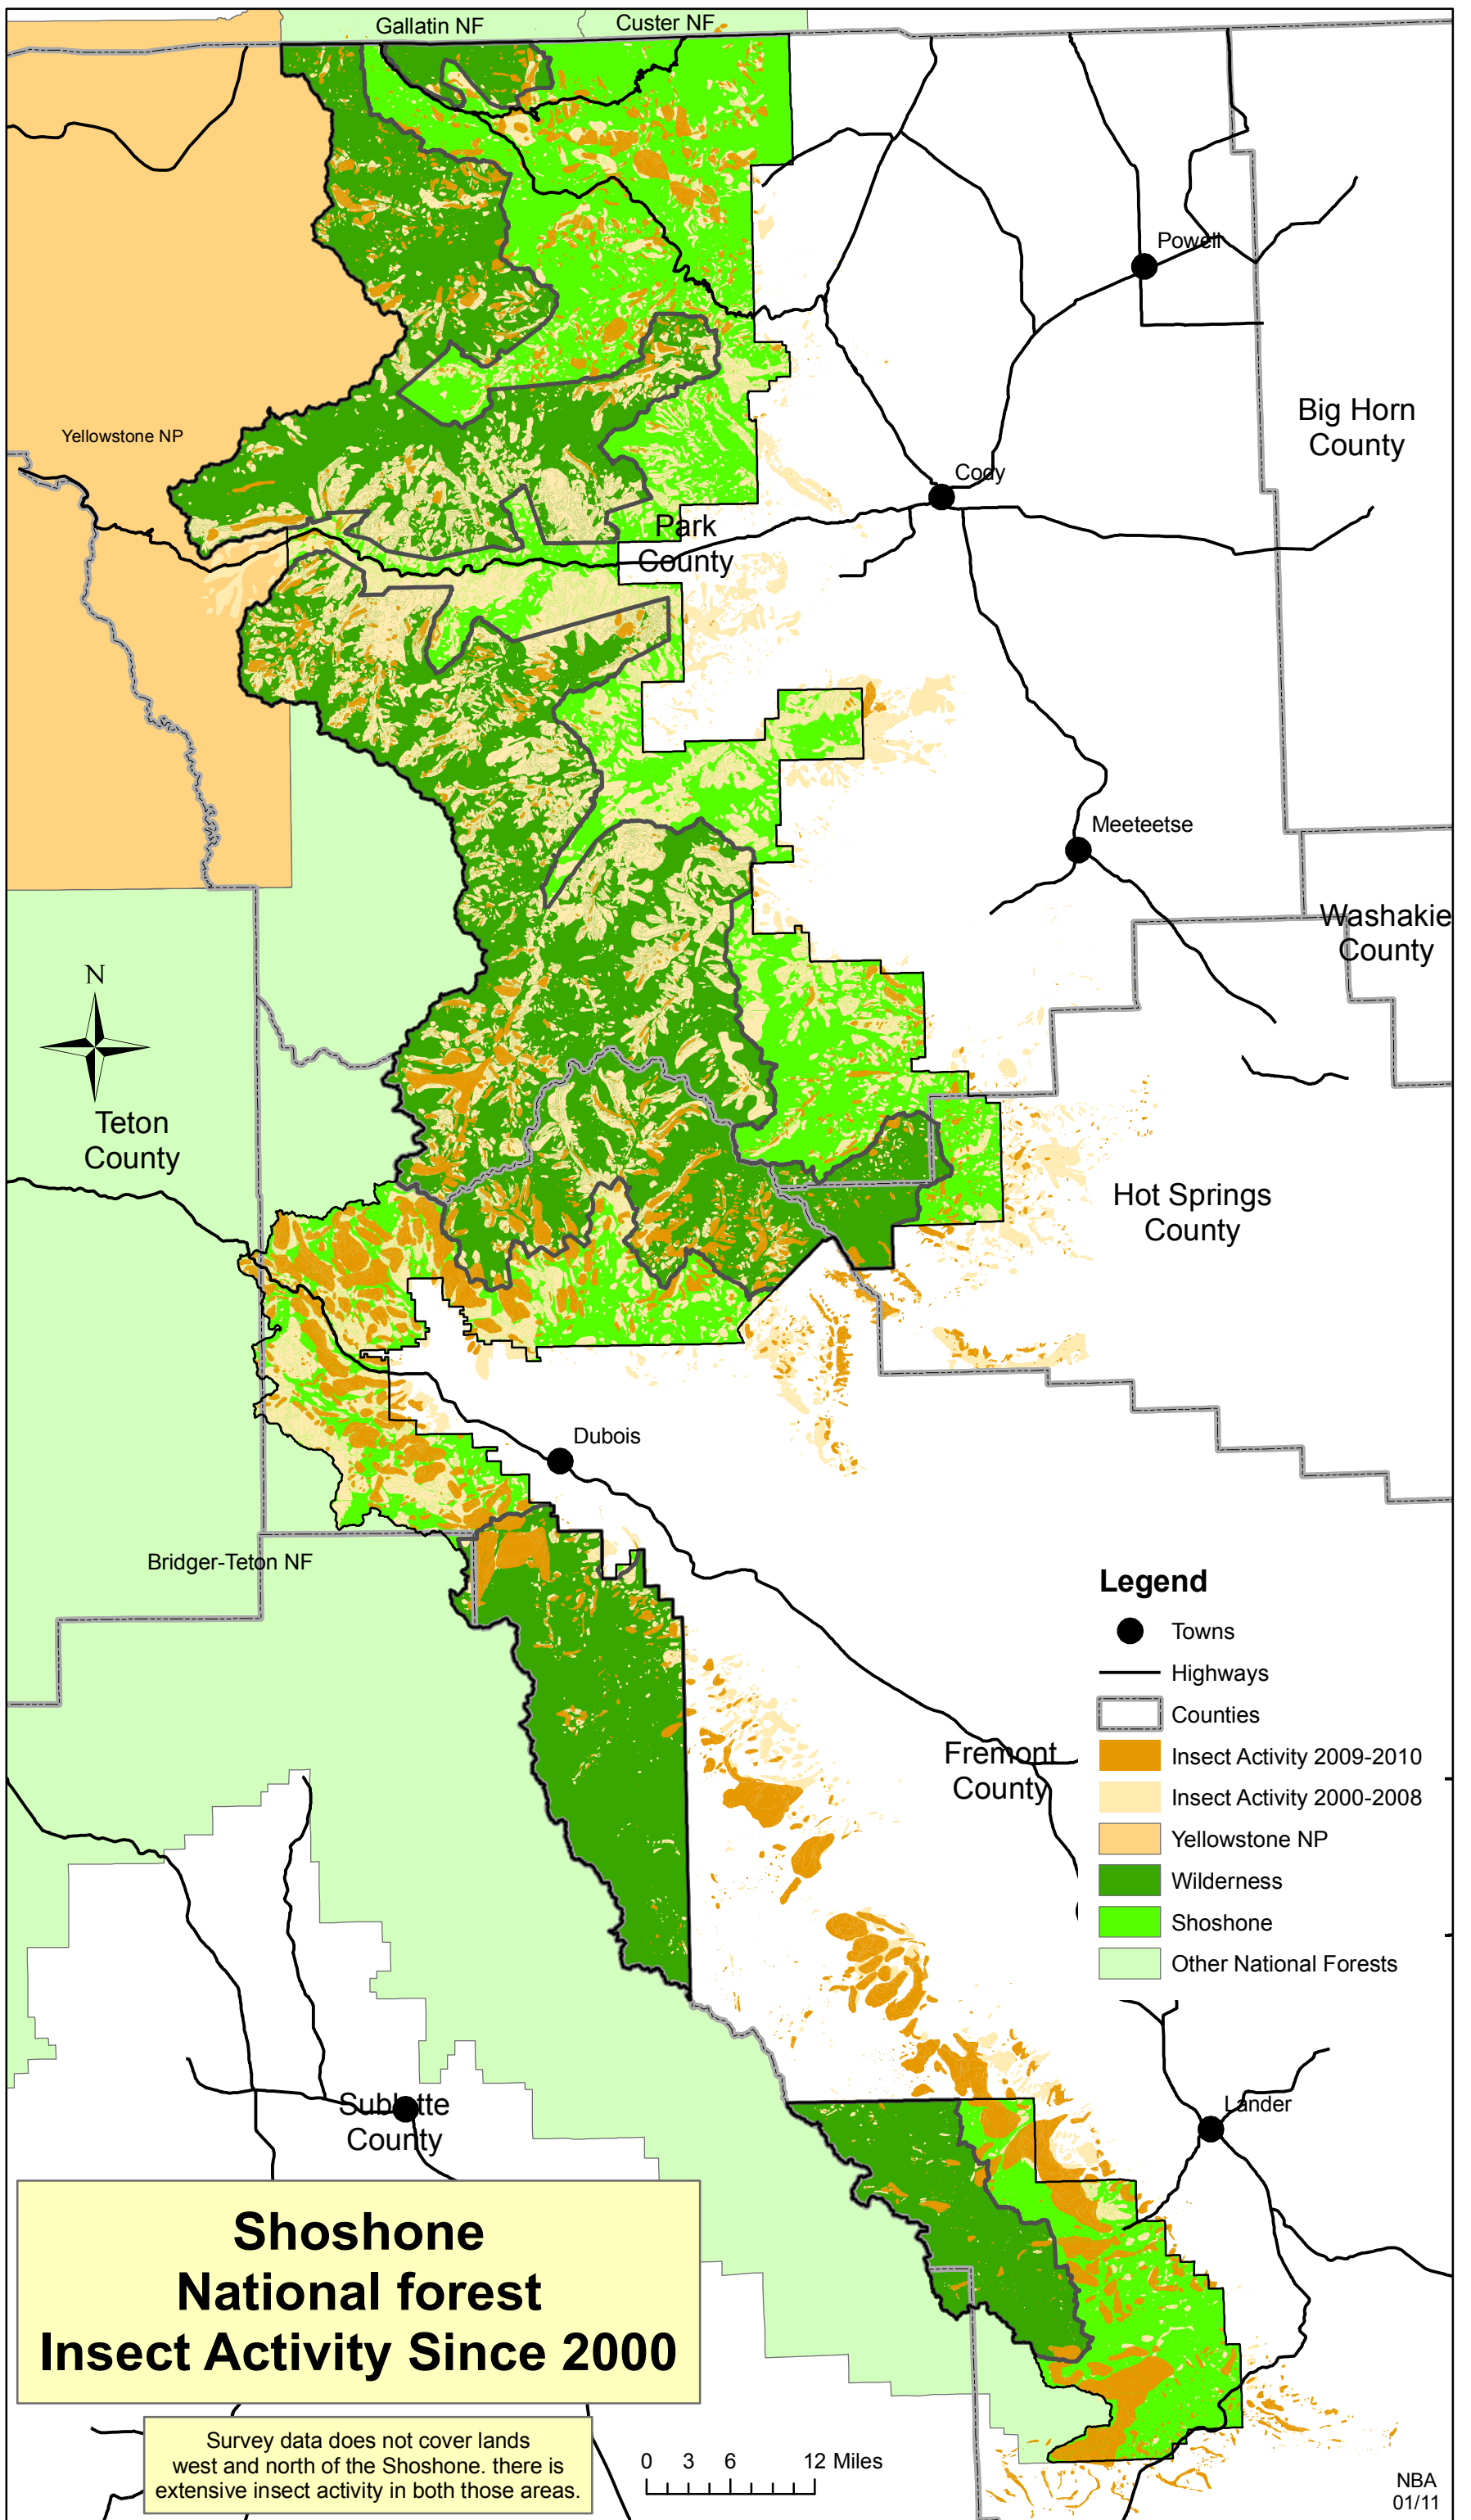 Gallatin NF
Custer NF
Powell
Big Horn
County
Yellowstone NP
Cody
Park
County
Meeteetse
Washakie
County
N
Teton
County
Hot Springs
County
Dubois
Bridger-Teton NF
Legend
Towns
Highways
Counties
Insect Activity 2009-2010
Insect Activity 2000-2008
Yellowstone NP
Wilderness
Shoshone
Other National Forests
Fremont
County
Lander
Sublette
County
Shoshone
National forest
Insect Activity Since 2000
Survey data does not cover lands
west and north of the Shoshone. there is
extensive insect activity in both those areas.
0 3 6 12 Miles
NBA
01/11